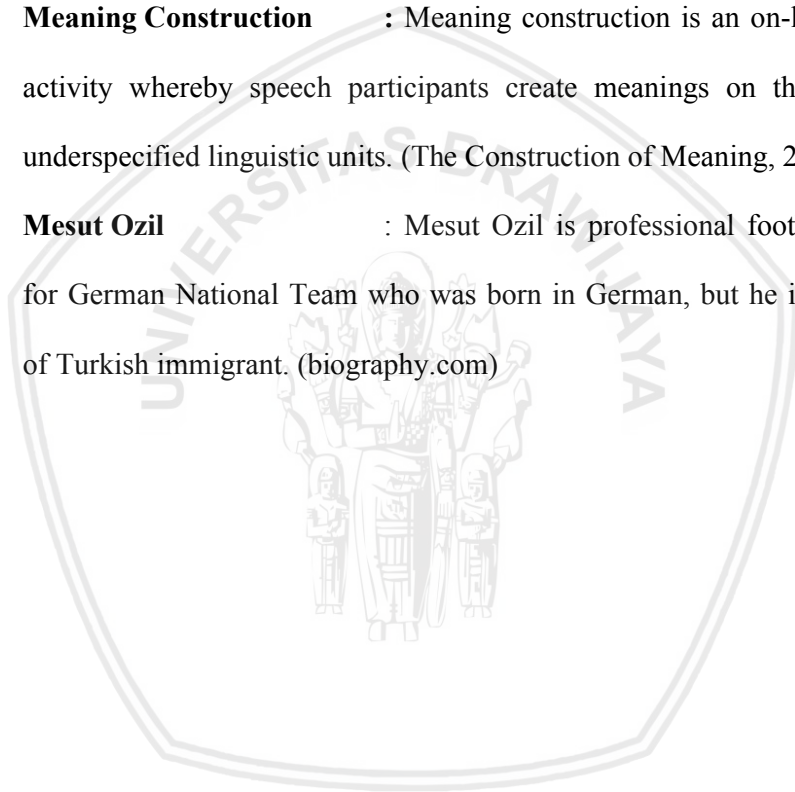 Meaning Construction : Meaning construction is an on-
activity whereby speech participants create meanings on
underspecified linguistic units. (The Construction of Meaning, 2
Mesut Ozil : Mesut Ozil is professional
for German National Team who was born in German, but he
of Turkish immigrant. (biography.com)
UNIVERSITAS BRAWIJAYA